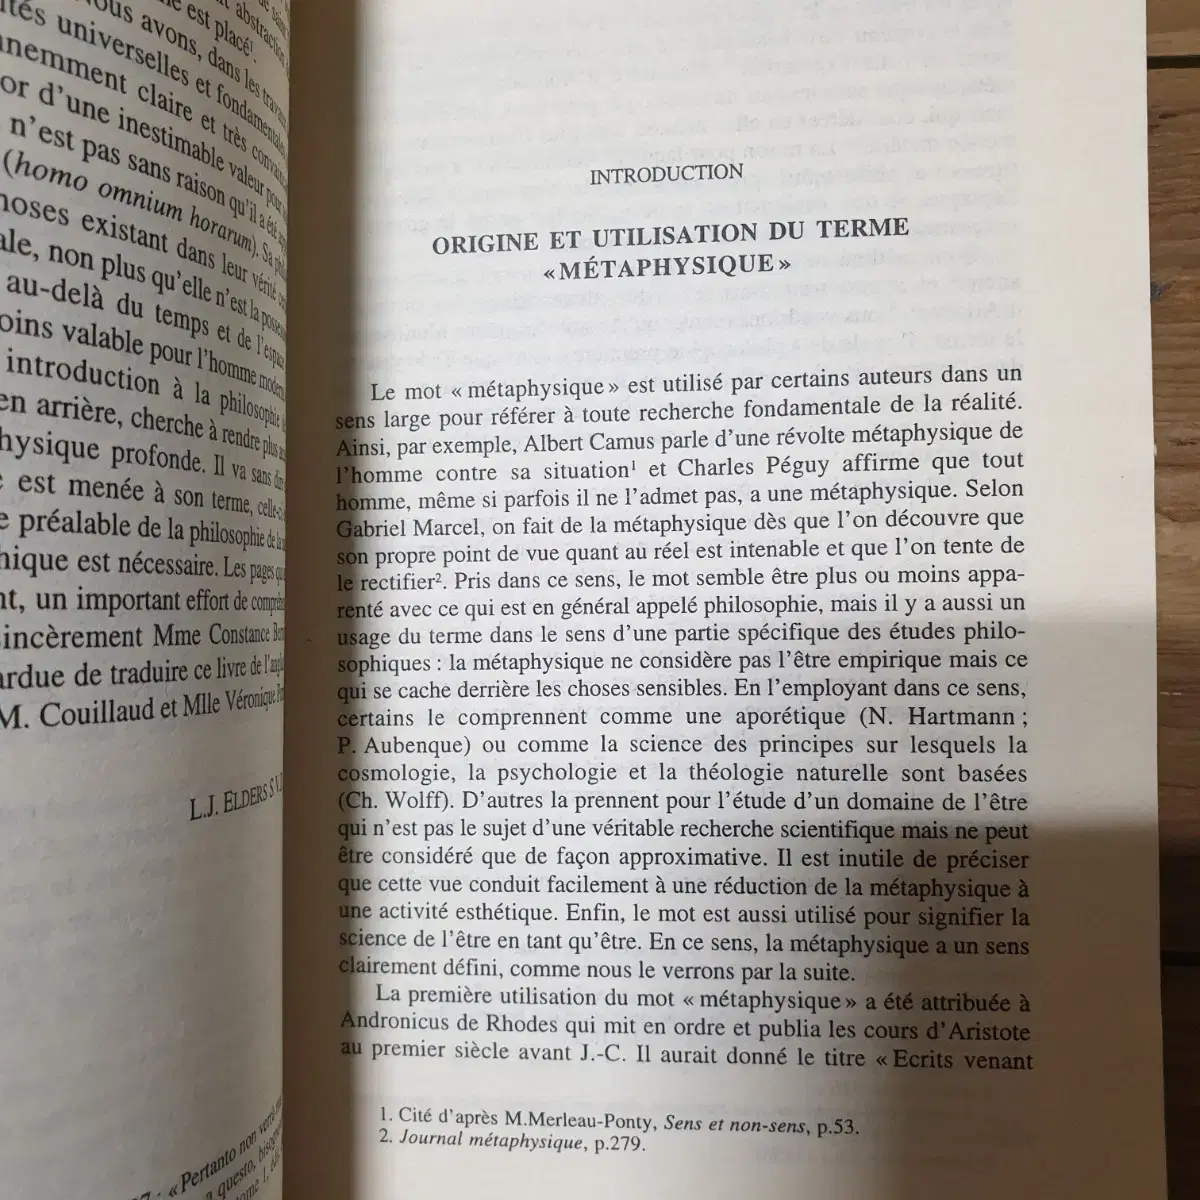 est placé¹.
Nous avons, dans les travaux
universelles et fondamentales
claire et très
or d'une inestimable valeur pour
n'est pas sans raison qu'il a été
(homo omnium horarum). Sa
existant dans leur vérité
non plus qu'elle n'est la
au-delà du temps et de l'espace
valable pour l'homme moderne
introduction à la philosophie
en arrière, cherche à rendre plus
profonde. Il va sans dire
est menée à son terme,
préalable de la philosophie de la
est nécessaire. Les pages
un important effort de
Mme Constance
de traduire ce livre de
M. Couillaud et Mlle Véronique
L.J. ELDERS S.V.D.
« Pertanto non verrà
questo,
INTRODUCTION
ORIGINE ET UTILISATION DU TERME
« MÉTAPHYSIQUE »
Le mot « métaphysique » est utilisé par certains auteurs dans un
sens large pour référer à toute recherche fondamentale de la réalité.
Ainsi, par exemple, Albert Camus parle d'une révolte métaphysique de
l'homme contre sa situation¹ et Charles Péguy affirme que tout
homme, même si parfois il ne l'admet pas, a une métaphysique. Selon
Gabriel Marcel, on fait de la métaphysique dès que l'on découvre que
son propre point de vue quant au réel est intenable et que l'on tente de
le rectifier². Pris dans ce sens, le mot semble être plus ou moins appa-
renté avec ce qui est en général appelé philosophie, mais il y a aussi un
usage du terme dans le sens d'une partie spécifique des études philo-
sophiques : la métaphysique ne considère pas l'être empirique mais ce
qui se cache derrière les choses sensibles. En l'employant dans ce sens,
certains le comprennent comme une aporétique (N. Hartmann ;
P. Aubenque) ou comme la science des principes sur lesquels la
cosmologie, la psychologie et la théologie naturelle sont basées
(Ch. Wolff). D'autres la prennent pour l'étude d'un domaine de l'être
qui n'est pas le sujet d'une véritable recherche scientifique mais ne peut
être considéré que de façon approximative. Il est inutile de préciser
que cette vue conduit facilement à une réduction de la métaphysique à
une activité esthétique. Enfin, le mot est aussi utilisé pour signifier la
science de l'être en tant qu'être. En ce sens, la métaphysique a un sens
clairement défini, comme nous le verrons par la suite.
La première utilisation du mot « métaphysique » a été attribuée à
Andronicus de Rhodes qui mit en ordre et publia les cours d'Aristote
au premier siècle avant J.-C. Il aurait donné le titre « Ecrits venant
1. Cité d'après M.Merleau-Ponty, Sens et non-sens, p.53.
2. Journal métaphysique, p.279.